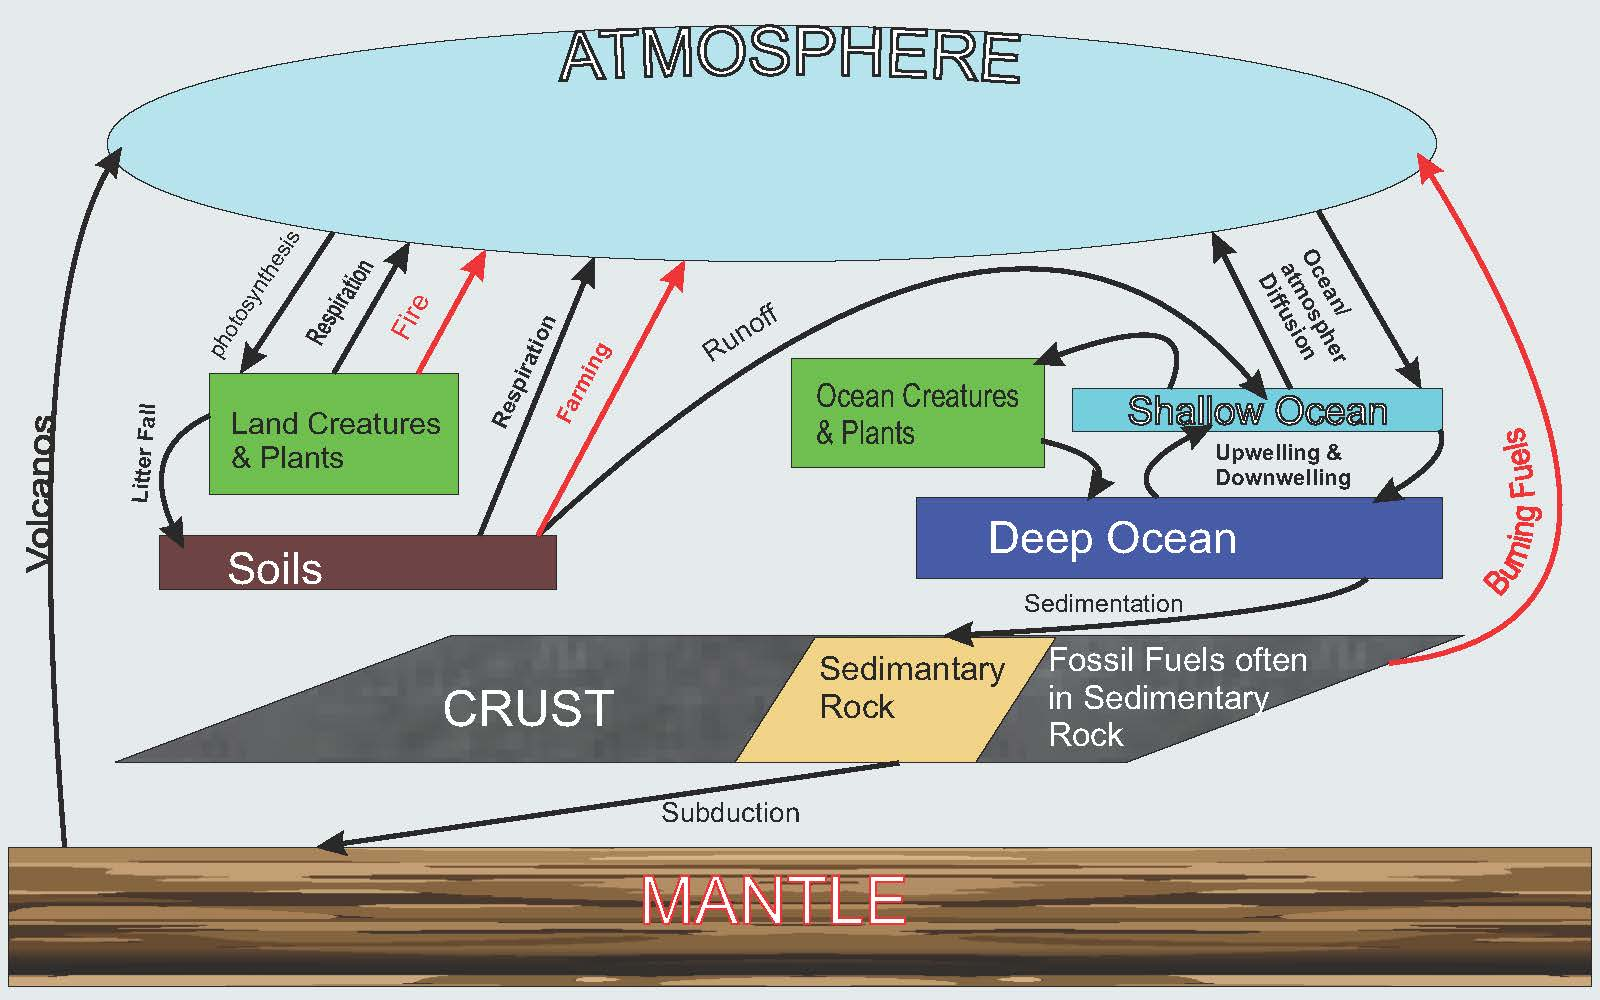 ATMOSPHERE
photosynthesis
Respiration
Fire
Respiration
Farming
Runoff
Ocean/
atmospher
Diffusion
Volcanos
Litter Fall
Land Creatures
& Plants
Soils
Ocean Creatures
& Plants
Shallow Ocean
Upwelling &
Downwelling
Deep Ocean
Burning Fuels
Sedimentation
CRUST
Sedimantary
Rock
Fossil Fuels often
in Sedimentary
Rock
Subduction
MANTLE